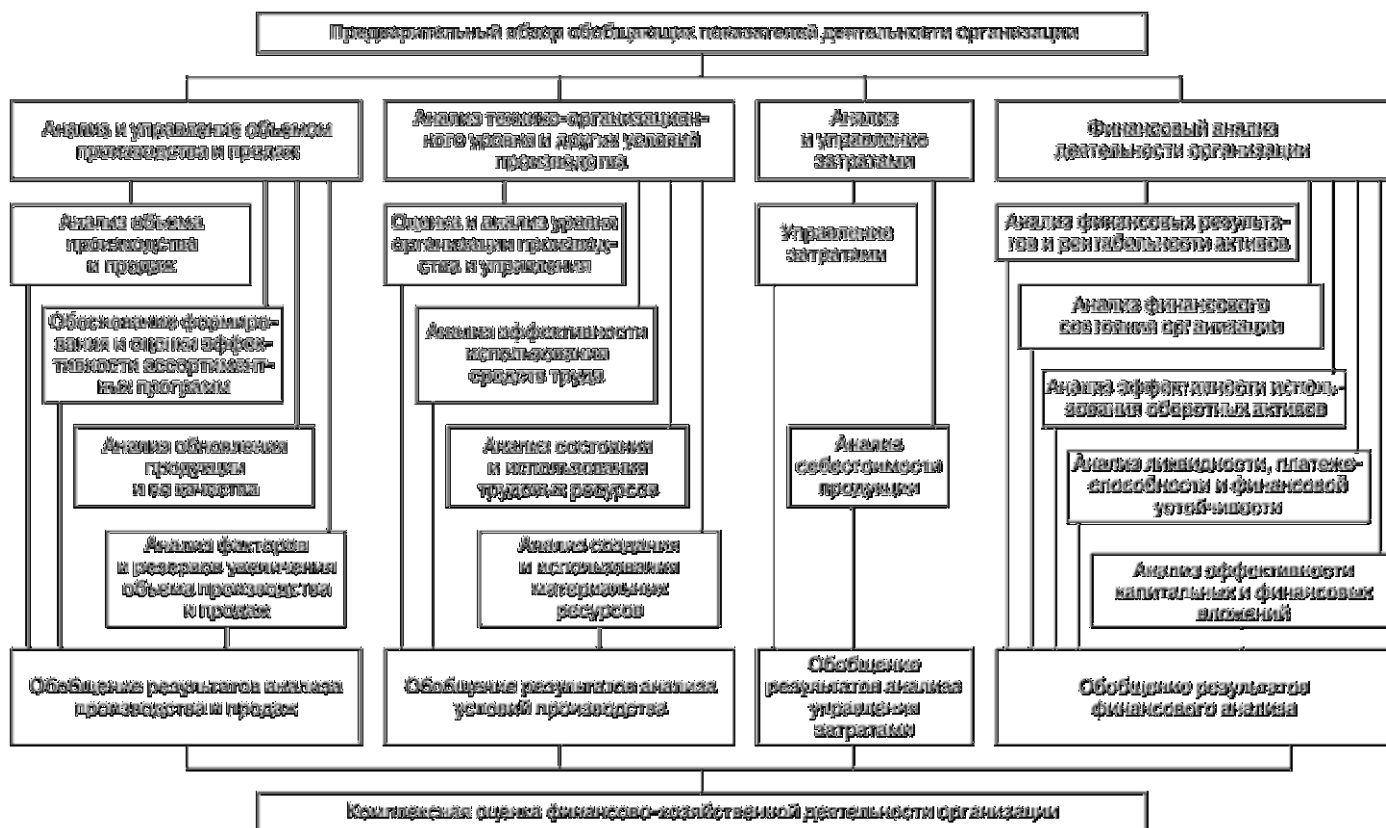 Предварительный обзор обобщающих показателей деятельности организации
Анализ и управление объемом
производства и продаж
Анализ технико-организацион-
ного уровня и других условий
производства
Анализ
и управление
затратами
Финансовый анализ
деятельности организации
Анализ объема
производства
и продаж
Оценка и анализ уровня
организации производ-
ства и управления
Управление
затратами
Анализ финансовых результа-
тов и рентабельности активов
Обоснование формиро-
вания и оценки эффек-
тивности ассортимент-
ных программ
Анализ эффективности
использования
средств труда
Анализ финансового
состояния организации
Анализ эффективности исполь-
зования оборотных активов
Анализ обновления
продукции
и ее качества
Анализ состояния
и использования
трудовых ресурсов
Анализ
себестоимости
продукции
Анализ ликвидности, платеже-
способности и финансовой
устойчивости
Анализ факторов
и резервов увеличения
объема производства
и продаж
Анализ создания
и использования
материальных
ресурсов
Анализ эффективности
капитальных и финансовых
вложений
Обобщение результатов анализа
производства и продаж
Обобщение результатов анализа
условий производства
Обобщение
результатов анализа
управления
затратами
Обобщение результатов
финансового анализа
Комплексная оценка финансово-хозяйственной деятельности организации